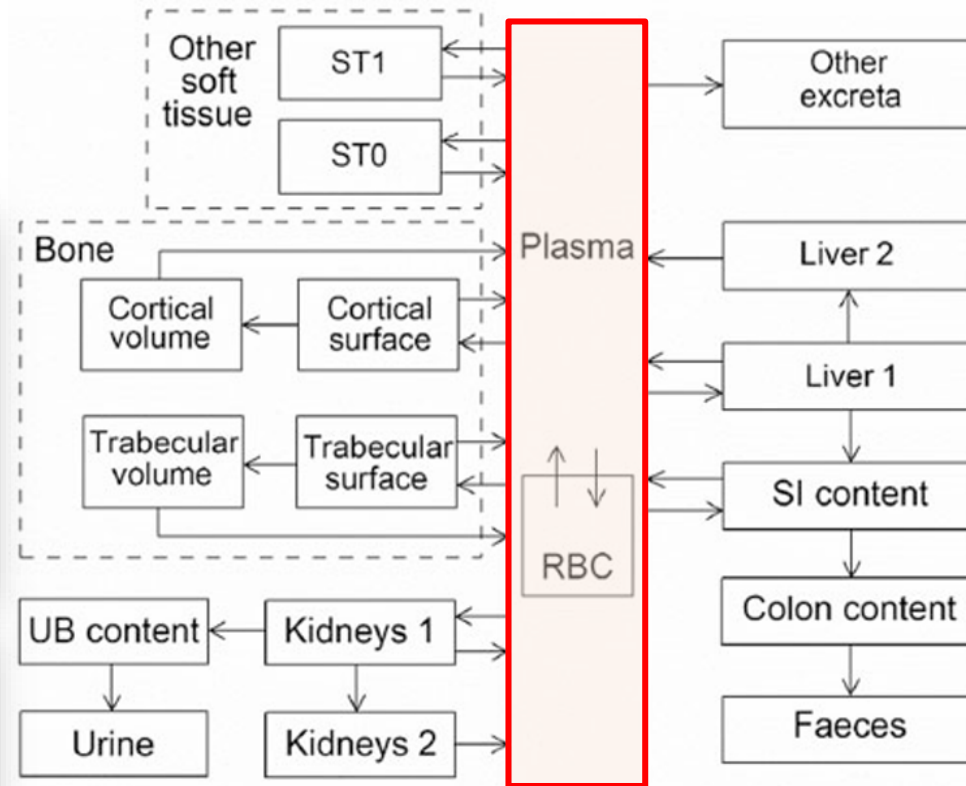 Other
soft
tissue
ST1
ST0
Other
excreta
Plasma
Bone
Cortical
volume
Cortical
surface
Liver 2
Liver 1
Trabecular
volume
Trabecular
surface
SI content
RBC
Colon content
UB content
Kidneys 1
Urine
Kidneys 2
Faeces